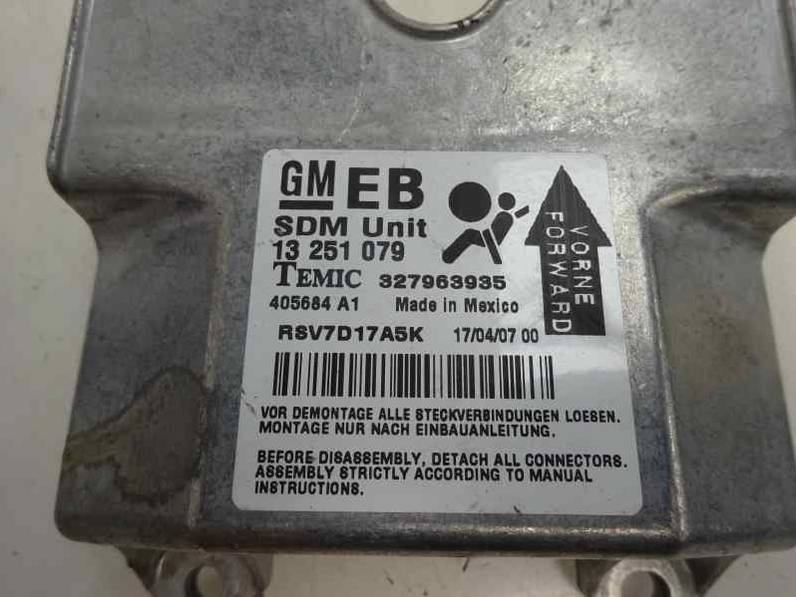 GM EB
SDM Unit
13 251 079
TEMIC 327963935
405684 A1 Made in Mexico
VORNE
FORWARD
RSV7D17A5K 17/04/07 00
VOR DEMONTAGE ALLE STECKVERBINDUNGEN LOESEN.
MONTAGE NUR NACH EINBAUANLEITUNG.
BEFORE DISASSEMBLY, DETACH ALL CONNECTORS.
ASSEMBLY STRICTLY ACCORDING TO MANUAL
INSTRUCTIONS.